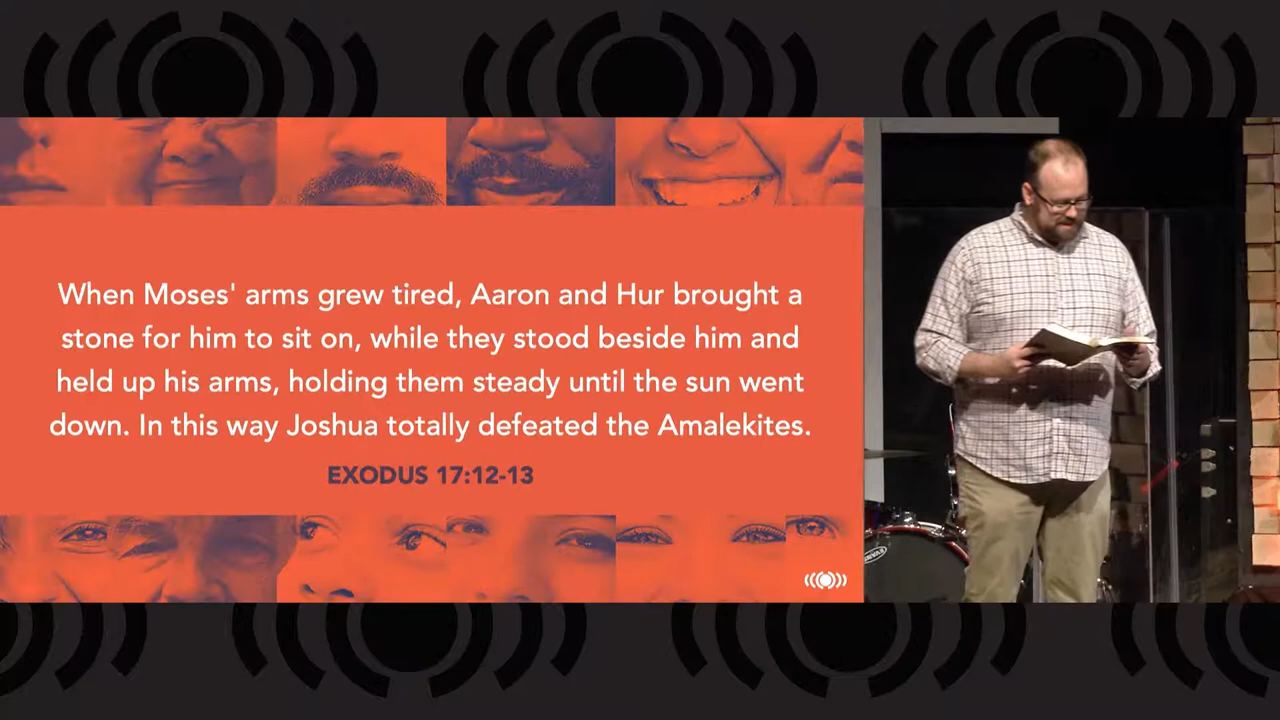 When Moses' arms grew tired, Aaron and Hur brought a
stone for him to sit on, while they stood beside him and
held up his arms, holding them steady until the sun went
down. In this way Joshua totally defeated the Amalekites.
EXODUS 17:12-13
EVANS